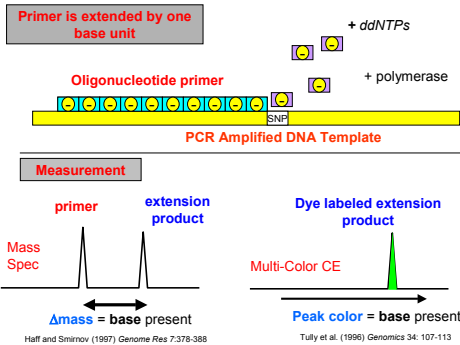 Primer is extended by one
base unit
+ ddNTPs
Oligonucleotide primer
+ polymerase
SNP
PCR Amplified DNA Template
Measurement
primer
extension
product
Mass
Spec
Δmass = base present
Haff and Smirnov (1997) Genome Res 7:378-388
Dye labeled extension
product
Multi-Color CE
Peak color = base present
Tully et al. (1996) Genomics 34: 107-113